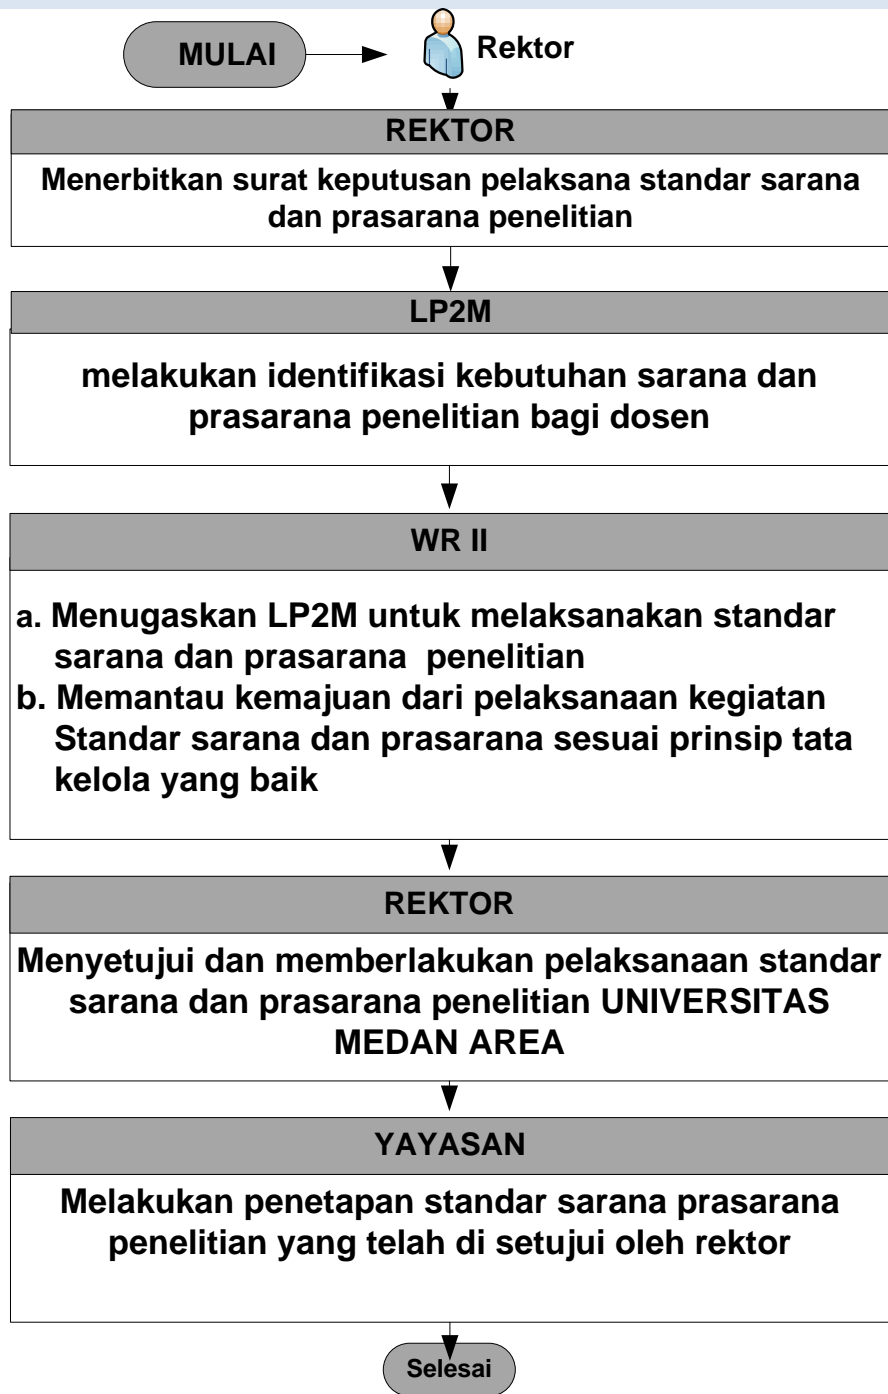 MULAI
Rektor
REKTOR
Menerbitkan surat keputusan pelaksana standar sarana
dan prasarana penelitian
LP2M
melakukan identifikasi kebutuhan sarana dan
prasarana penelitian bagi dosen
WR II
a. Menugaskan LP2M untuk melaksanakan standar
sarana dan prasarana penelitian
b. Memantau kemajuan dari pelaksanaan kegiatan
Standar sarana dan prasarana sesuai prinsip tata
kelola yang baik
REKTOR
Menyetujui dan memberlakukan pelaksanaan standar
sarana dan prasarana penelitian UNIVERSITAS
MEDAN AREA
YAYASAN
Melakukan penetapan standar sarana prasarana
penelitian yang telah di setujui oleh rektor
Selesai